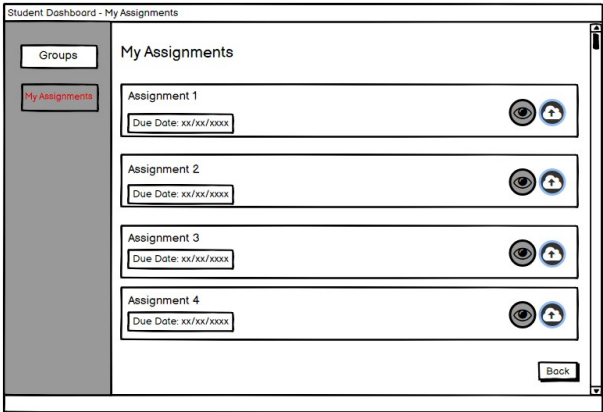 Student Dashboard - My Assignments
Groups
My Assignments
My Assignments
Assignment 1
Due Date: xx/xx/xxxx
Assignment 2
Due Date: xx/xx/xxxx
Assignment 3
Due Date: xx/xx/xxxx
Assignment 4
Due Date: xx/xx/xxxx
Back